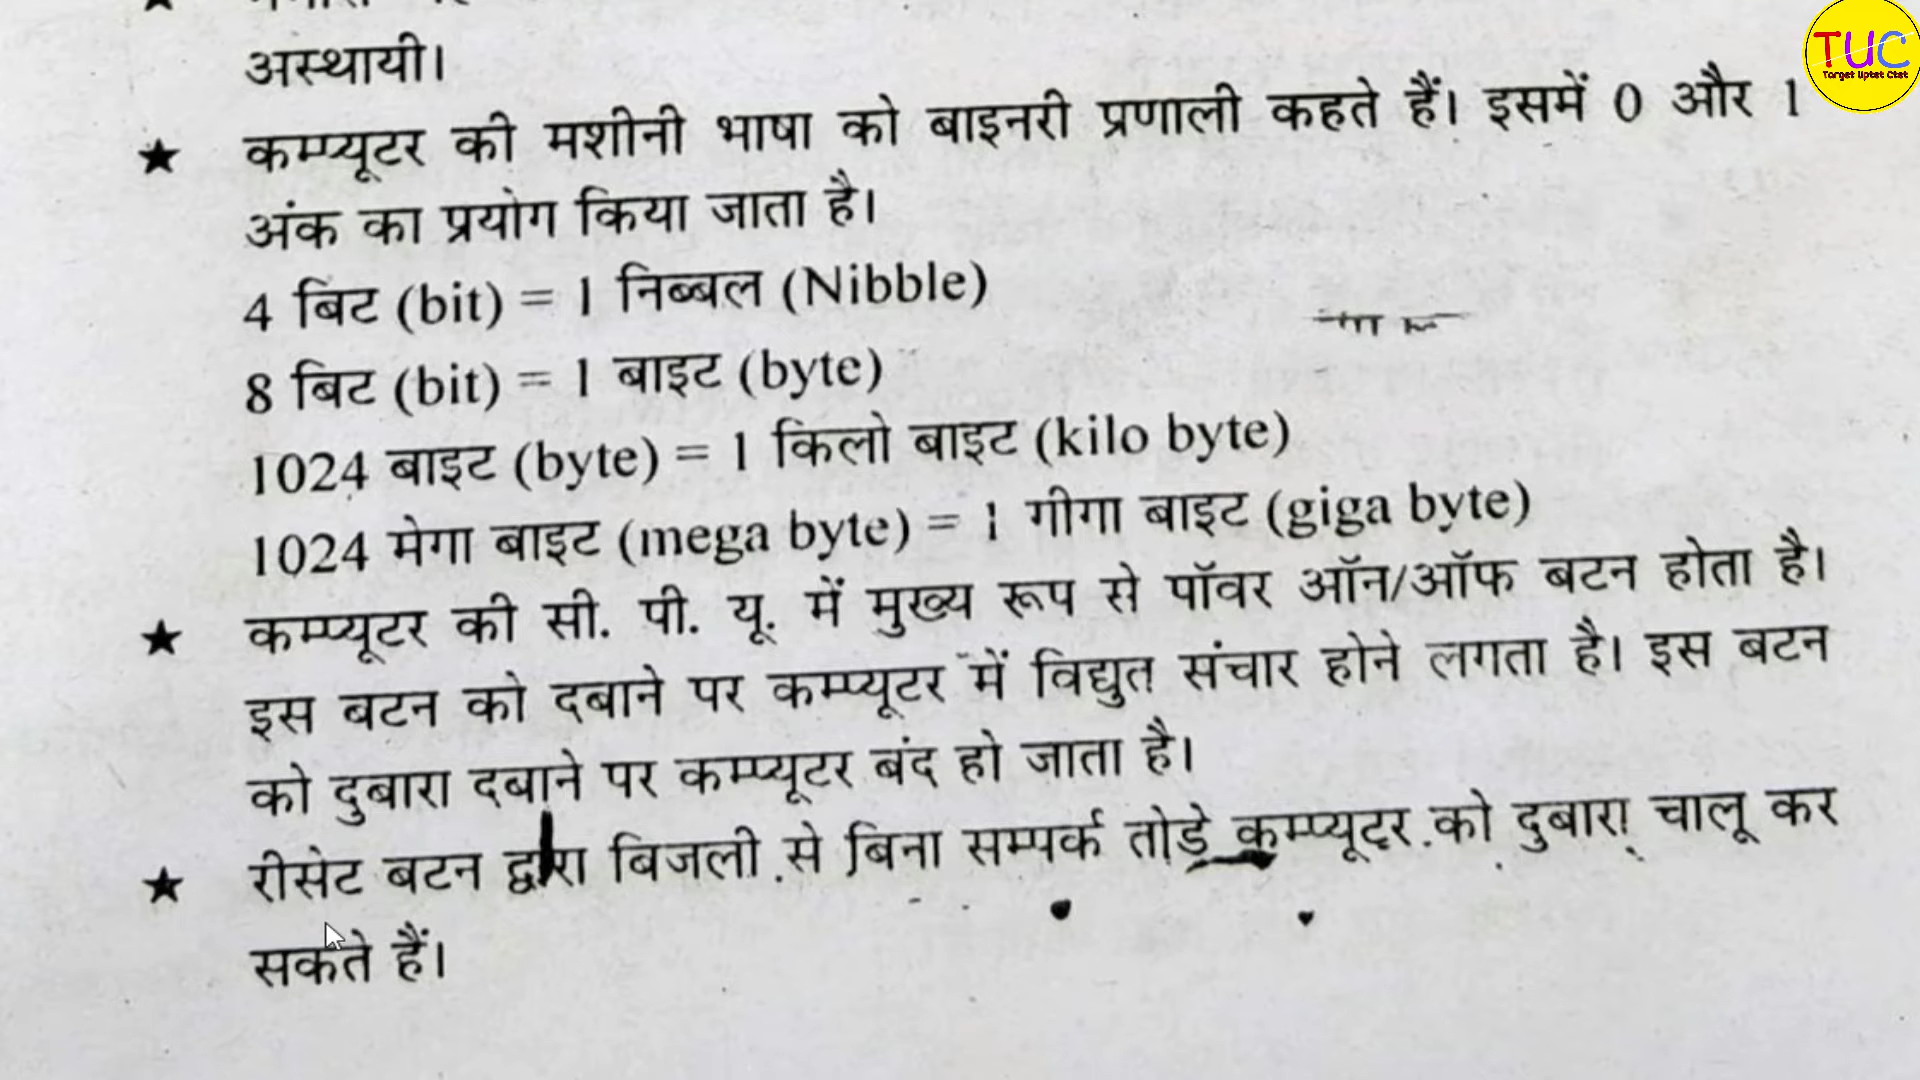 अस्थायी।
★ कम्प्यूटर की मशीनी भाषा को बाइनरी प्रणाली कहते हैं। इसमें 0 और 1
अंक का प्रयोग किया जाता है।
4 बिट (bit) = 1 निब्बल (Nibble)
8 बिट (bit) = 1 बाइट (byte)
1024 बाइट (byte) = 1 किलो बाइट (kilo byte)
1024 मेगा बाइट (mega byte) = 1 गीगा बाइट (giga byte)
★ कम्प्यूटर की सी. पी. यू. में मुख्य रूप से पॉवर ऑन/ऑफ बटन होता है।
इस बटन को दबाने पर कम्प्यूटर में विद्युत संचार होने लगता है। इस बटन
को दुबारा दबाने पर कम्प्यूटर बंद हो जाता है।
★ रीसेट बटन द्वारा बिजली से बिना सम्पर्क तोड़े कम्प्यूटर को दुबारा चालू कर
सकते हैं।
TUC
Target Uptet Ctet